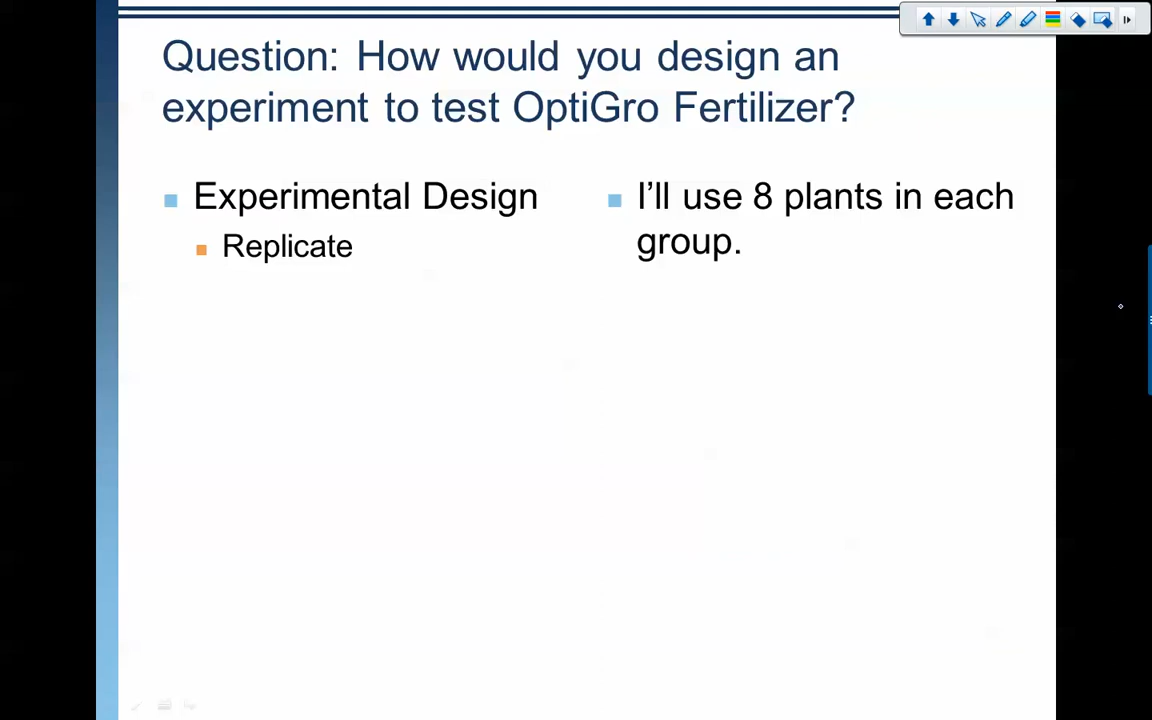 Question: How would you design an
experiment to test OptiGro Fertilizer?
Experimental Design
Replicate
I'll use 8 plants in each
group.